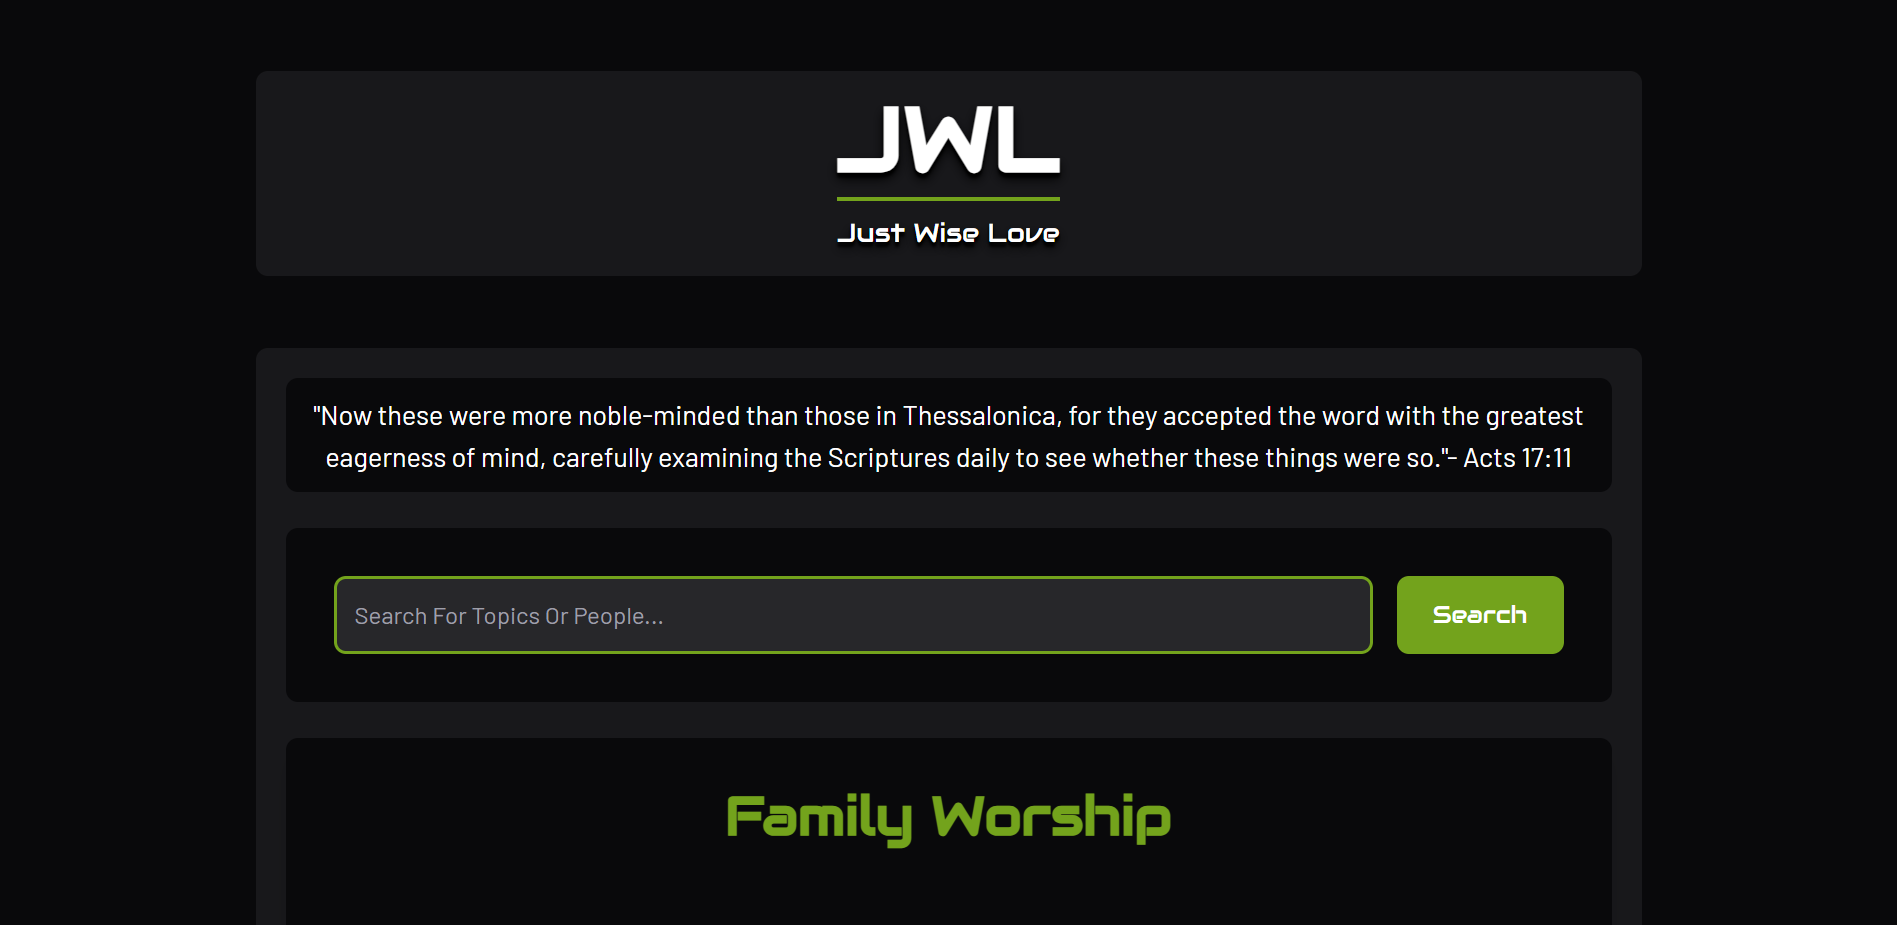 JWL
Just Wise Love
"Now these were more noble-minded than those in Thessalonica, for they accepted the word with the greatest
eagerness of mind, carefully examining the Scriptures daily to see whether these things were so."- Acts 17:11
Search For Topics Or People...
Search
Family Worship